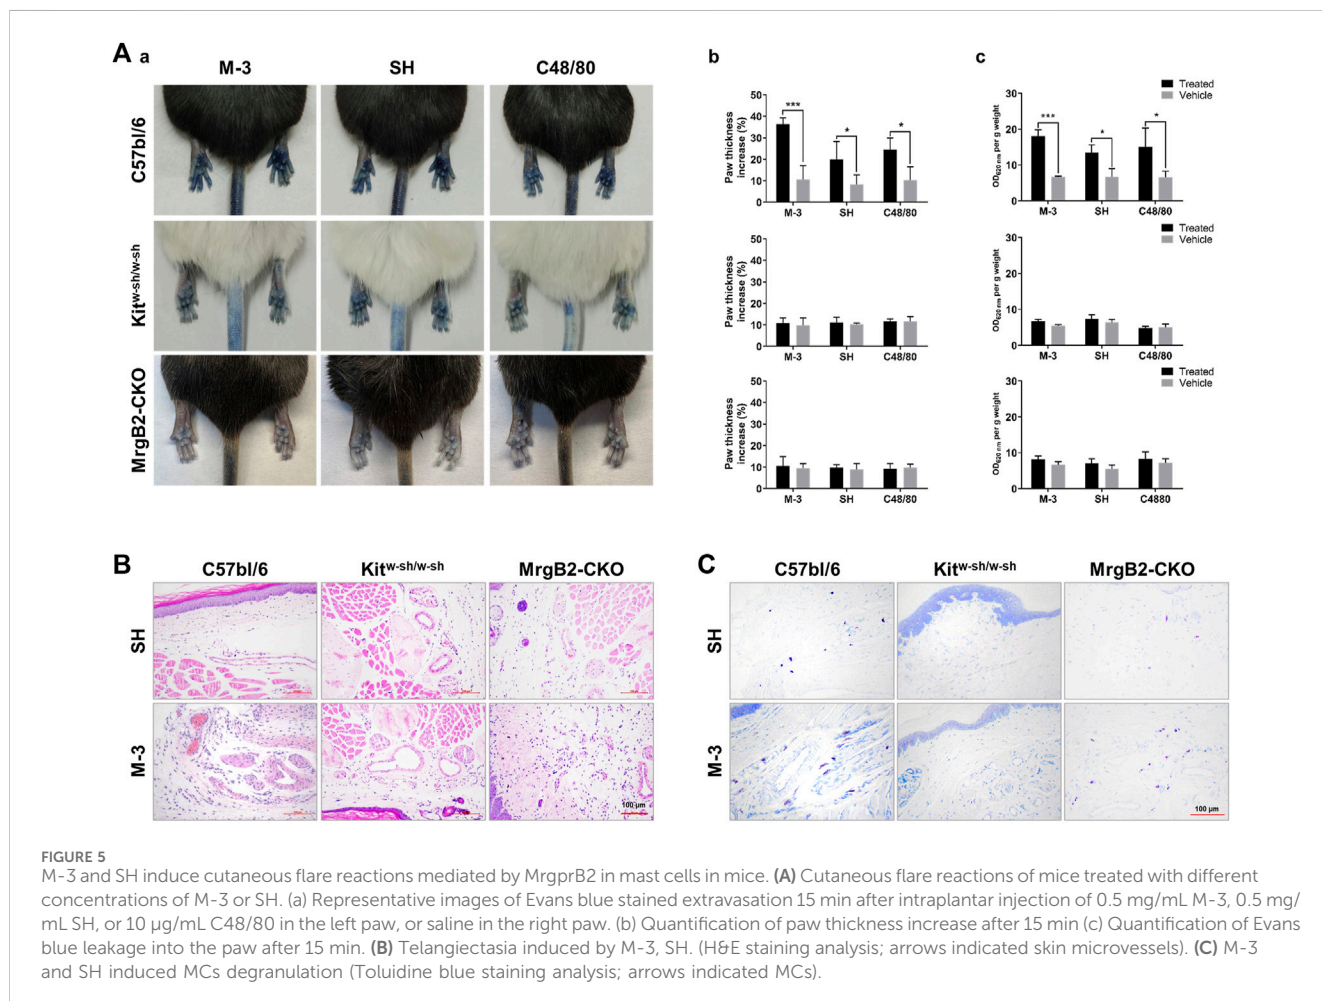 A a
M-3
SH
C48/80
C57bl/6
Kitw-sh/w-sh
MrgB2-CKO
b
Treated
Vehicle
Paw thickness
increase (%)
50
40
30
20
10
0
***
*
*
M-3
SH
C48/80
Paw thickness
increase (%)
50
40
30
20
10
0
M-3
SH
C48/80
Paw thickness
increase (%)
50
40
30
20
10
0
M-3
SH
C48/80
c
Treated
Vehicle
OD620 nm per g weight
30
20
10
0
***
*
*
M-3
SH
C48/80
Treated
Vehicle
OD620 nm per g weight
30
20
10
0
M-3
SH
C48/80
Treated
Vehicle
OD620 nm per g weight
30
20
10
0
M-3
SH
C4880
B
C57bl/6
Kitw-sh/w-sh
MrgB2-CKO
SH
M-3
100 μm
C
C57bl/6
Kitw-sh/w-sh
MrgB2-CKO
SH
M-3
100 μm
FIGURE 5
M-3 and SH induce cutaneous flare reactions mediated by MrgprB2 in mast cells in mice. (A) Cutaneous flare reactions of mice treated with different
concentrations of M-3 or SH. (a) Representative images of Evans blue stained extravasation 15 min after intraplantar injection of 0.5 mg/mL M-3, 0.5 mg/
mL SH, or 10 μg/mL C48/80 in the left paw, or saline in the right paw. (b) Quantification of paw thickness increase after 15 min (c) Quantification of Evans
blue leakage into the paw after 15 min. (B) Telangiectasia induced by M-3, SH. (H&E staining analysis; arrows indicated skin microvessels). (C) M-3
and SH induced MCs degranulation (Toluidine blue staining analysis; arrows indicated MCs).